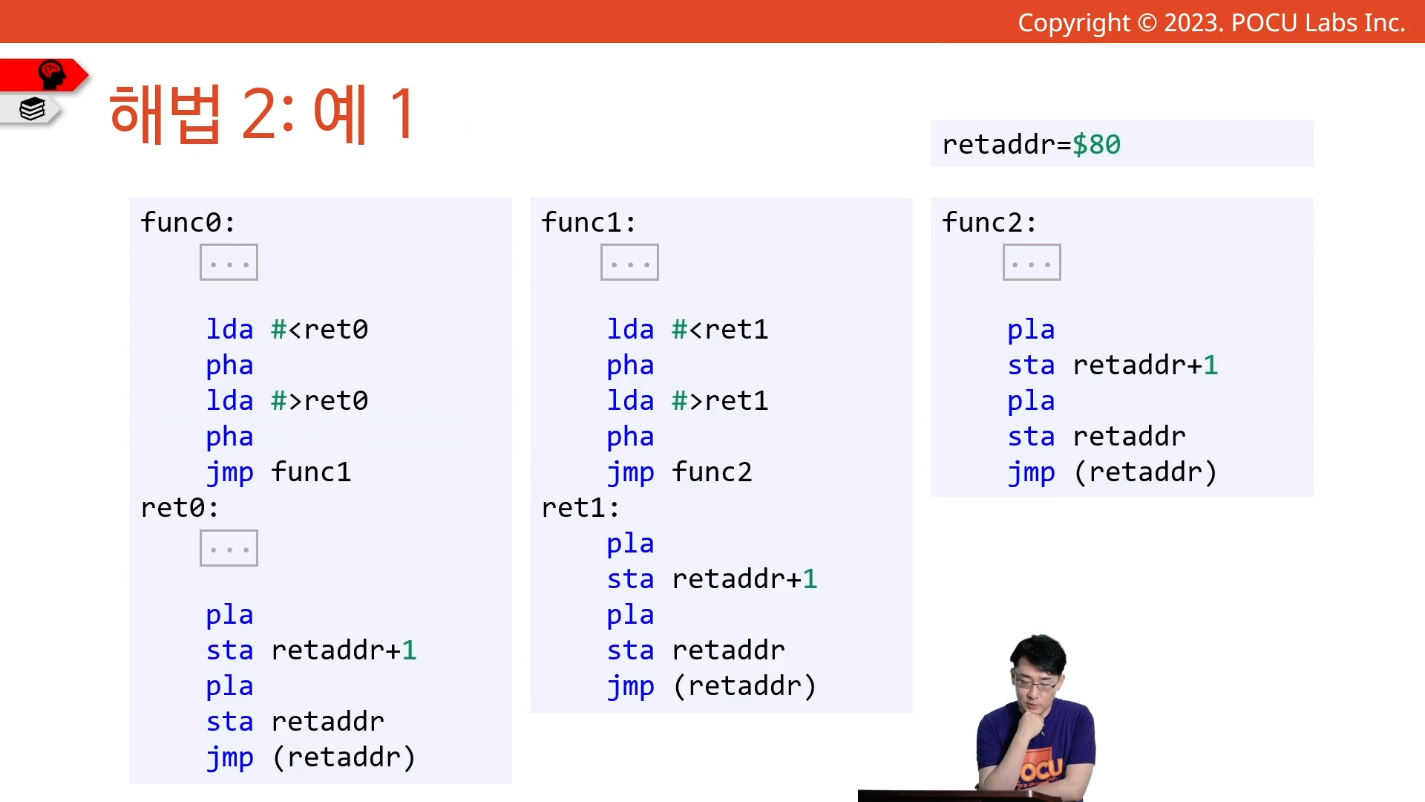 Copyright © 2023. POCU Labs Inc.
해법 2: 예 1
retaddr=$80
func0:
...
lda #<ret0
pha
lda #>ret0
pha
jmp func1
ret0:
...
pla
sta retaddr+1
pla
sta retaddr
jmp (retaddr)
func1:
...
lda #<ret1
pha
lda #>ret1
pha
jmp func2
ret1:
pla
sta retaddr+1
pla
sta retaddr
jmp (retaddr)
func2:
...
pla
sta retaddr+1
pla
sta retaddr
jmp (retaddr)
POCU